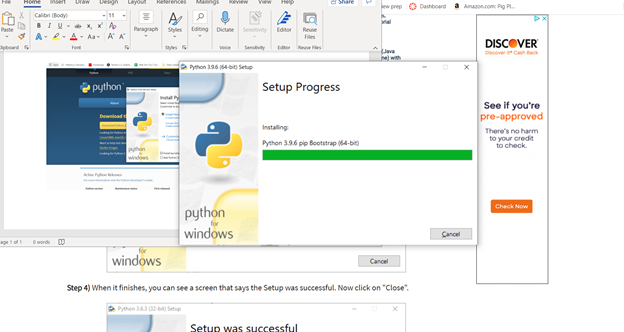 Home
Insert
Draw
Design
Layout
References
Mailings
Review
View
Help
Share
Paste
Calibri (Body)
11
B I U
Clipboard
Font
Paragraph
Styles
Styles
Editing
Dictate
Voice
Sensitivity
Sensitivity
Editor
Editor
Reuse
Files
Reuse Files
view prep
Dashboard
Amazon.com: Pig Pl...
(Java
with
python
Python 3.9.6 (64-bit) Setup
Setup Progress
Installing:
Python 3.9.6 pip Bootstrap (64-bit)
python
for
windows
Cancel
DISCOVER
Discover it® Cash Back
See if you're
pre-approved
There's no harm
to your credit
to check.
Check Now
age 1 of 1
0 words
windows
Cancel
Step 4) When it finishes, you can see a screen that says the Setup was successful. Now click on "Close".
Python 3.6.3 (32-bit) Setup
Setup was successful